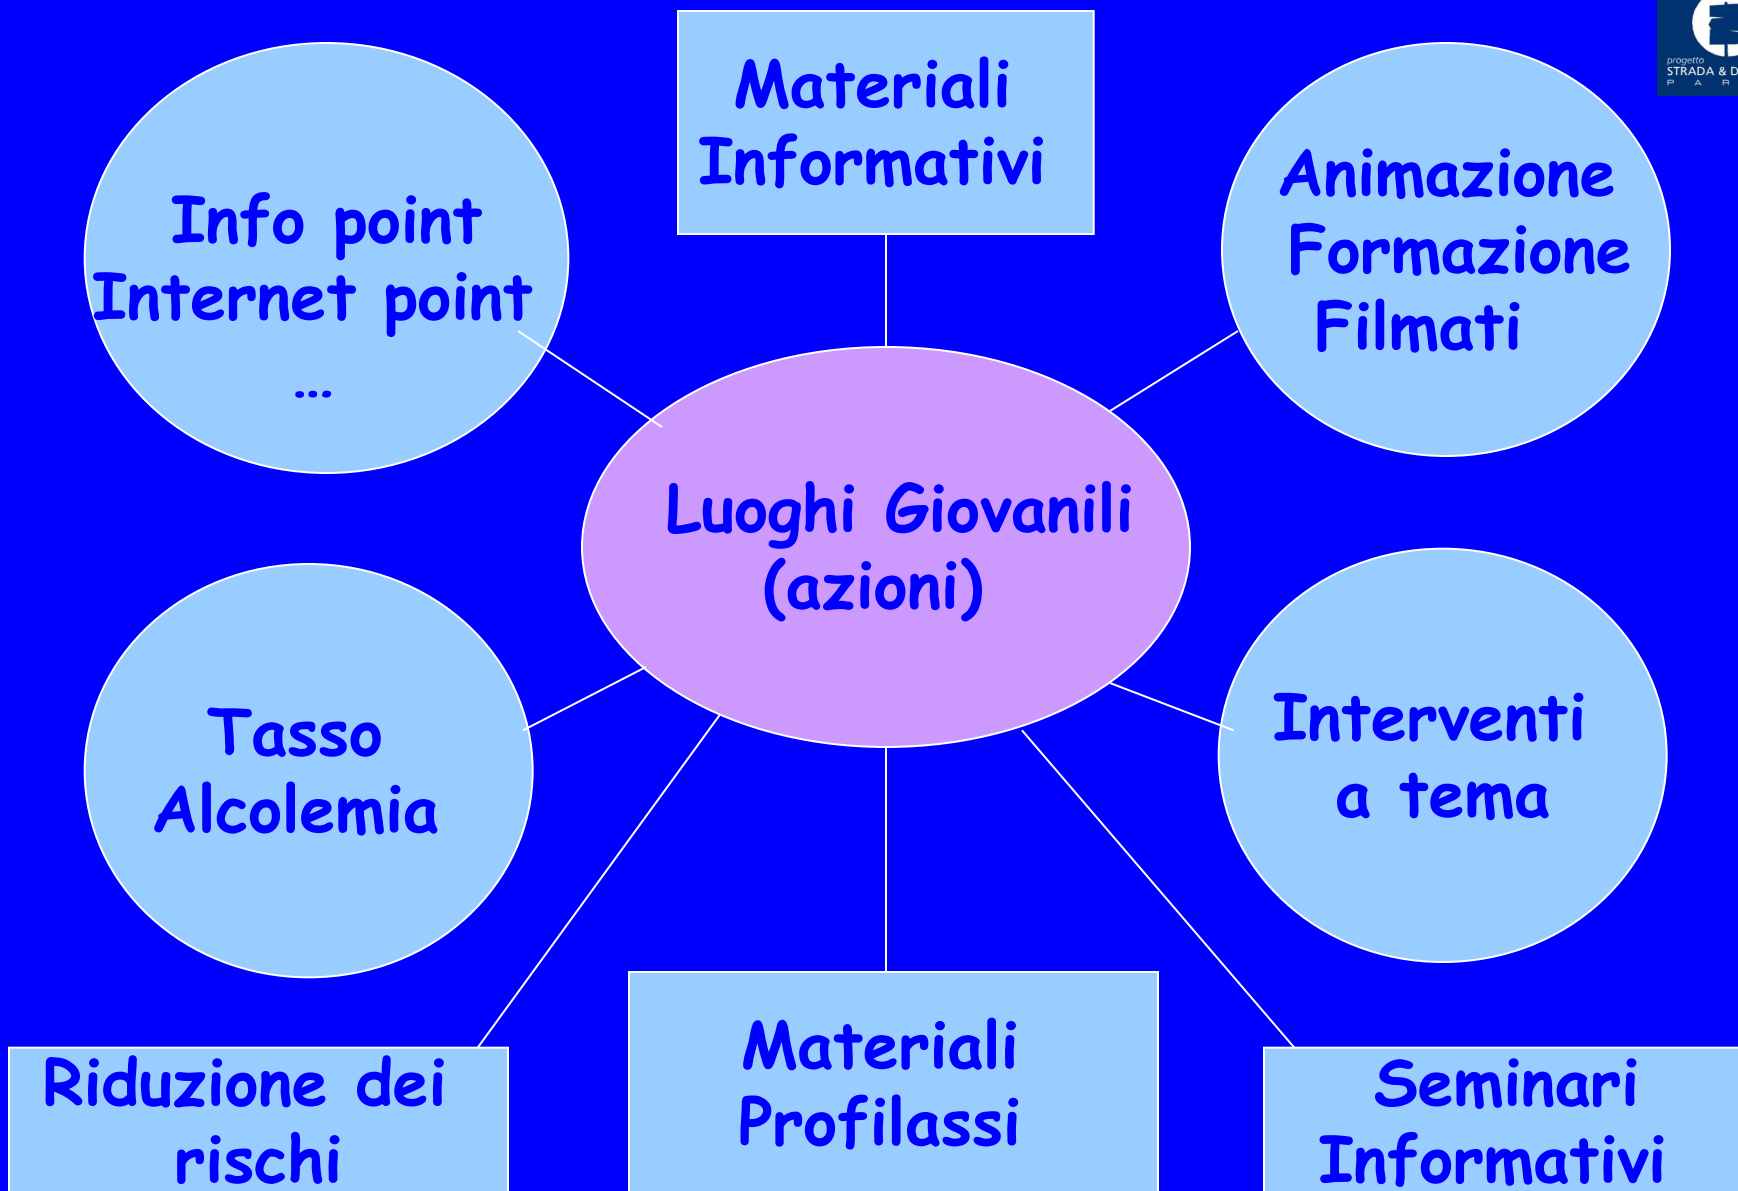 Materiali
Informativi
progetto
STRADA & D
P A R
Info point
Internet point
...
Animazione
Formazione
Filmati
Luoghi Giovanili
(azioni)
Tasso
Alcolemia
Interventi
a tema
Riduzione dei
rischi
Materiali
Profilassi
Seminari
Informativi